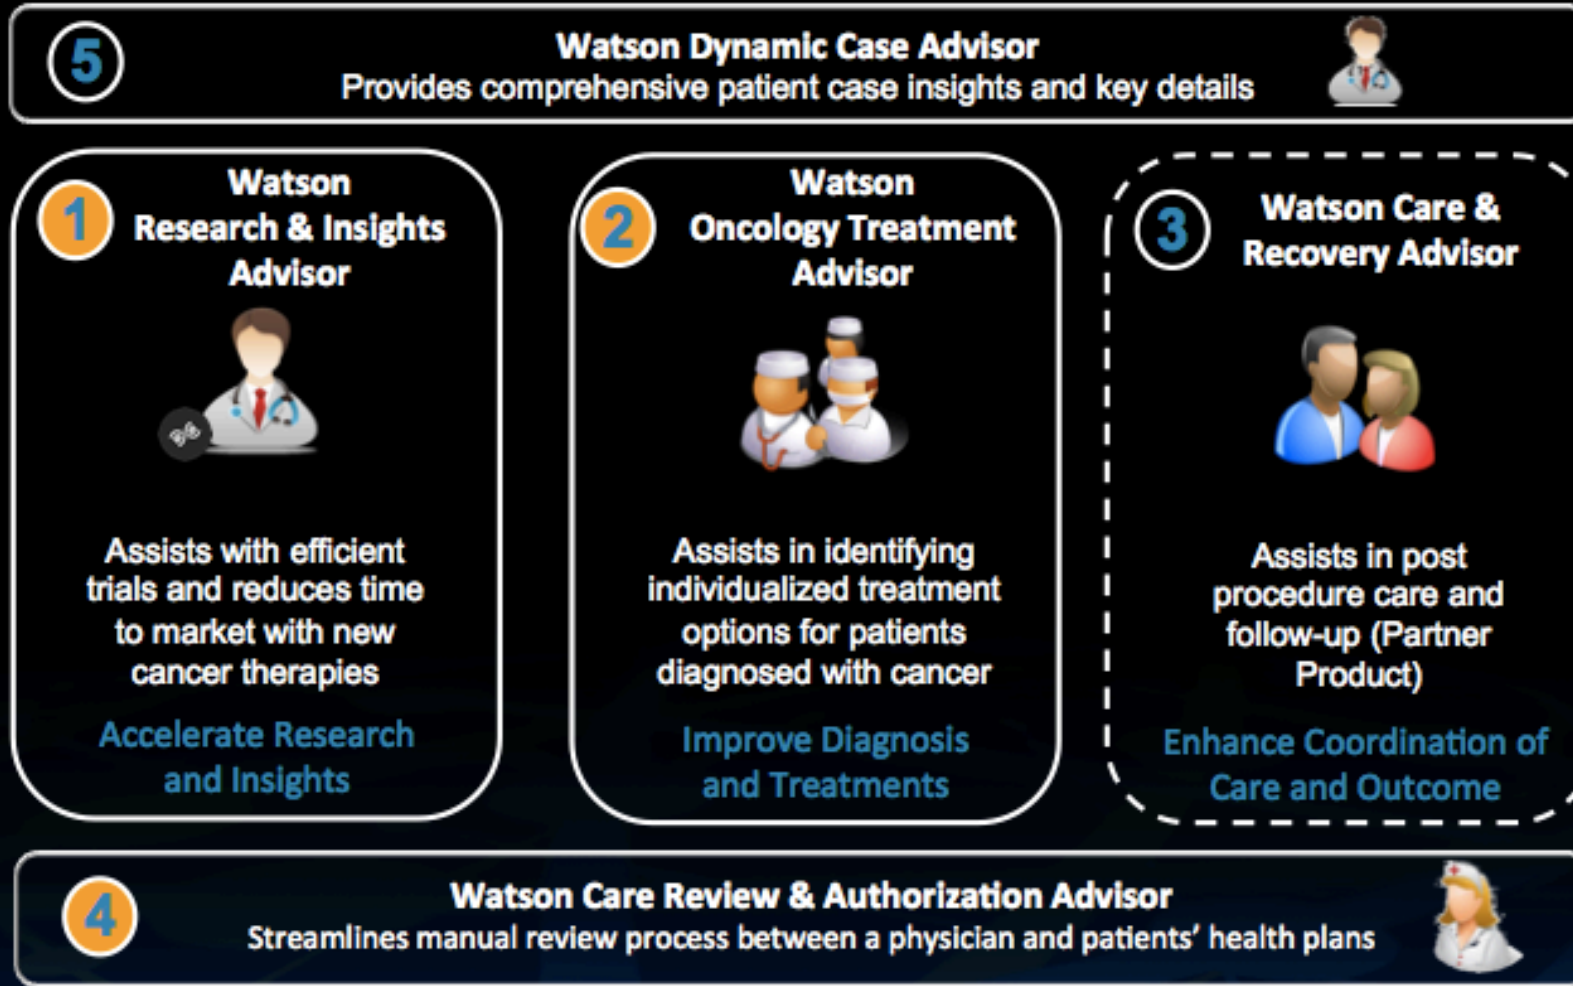 5
Watson Dynamic Case Advisor
Provides comprehensive patient case insights and key details
1
Watson
Research & Insights
Advisor
Assists with efficient
trials and reduces time
to market with new
cancer therapies
Accelerate Research
and Insights
2
Watson
Oncology Treatment
Advisor
Assists in identifying
individualized treatment
options for patients
diagnosed with cancer
Improve Diagnosis
and Treatments
3
Watson Care &
Recovery Advisor
Assists in post
procedure care and
follow-up (Partner
Product)
Enhance Coordination of
Care and Outcome
4
Watson Care Review & Authorization Advisor
Streamlines manual review process between a physician and patients’ health plans